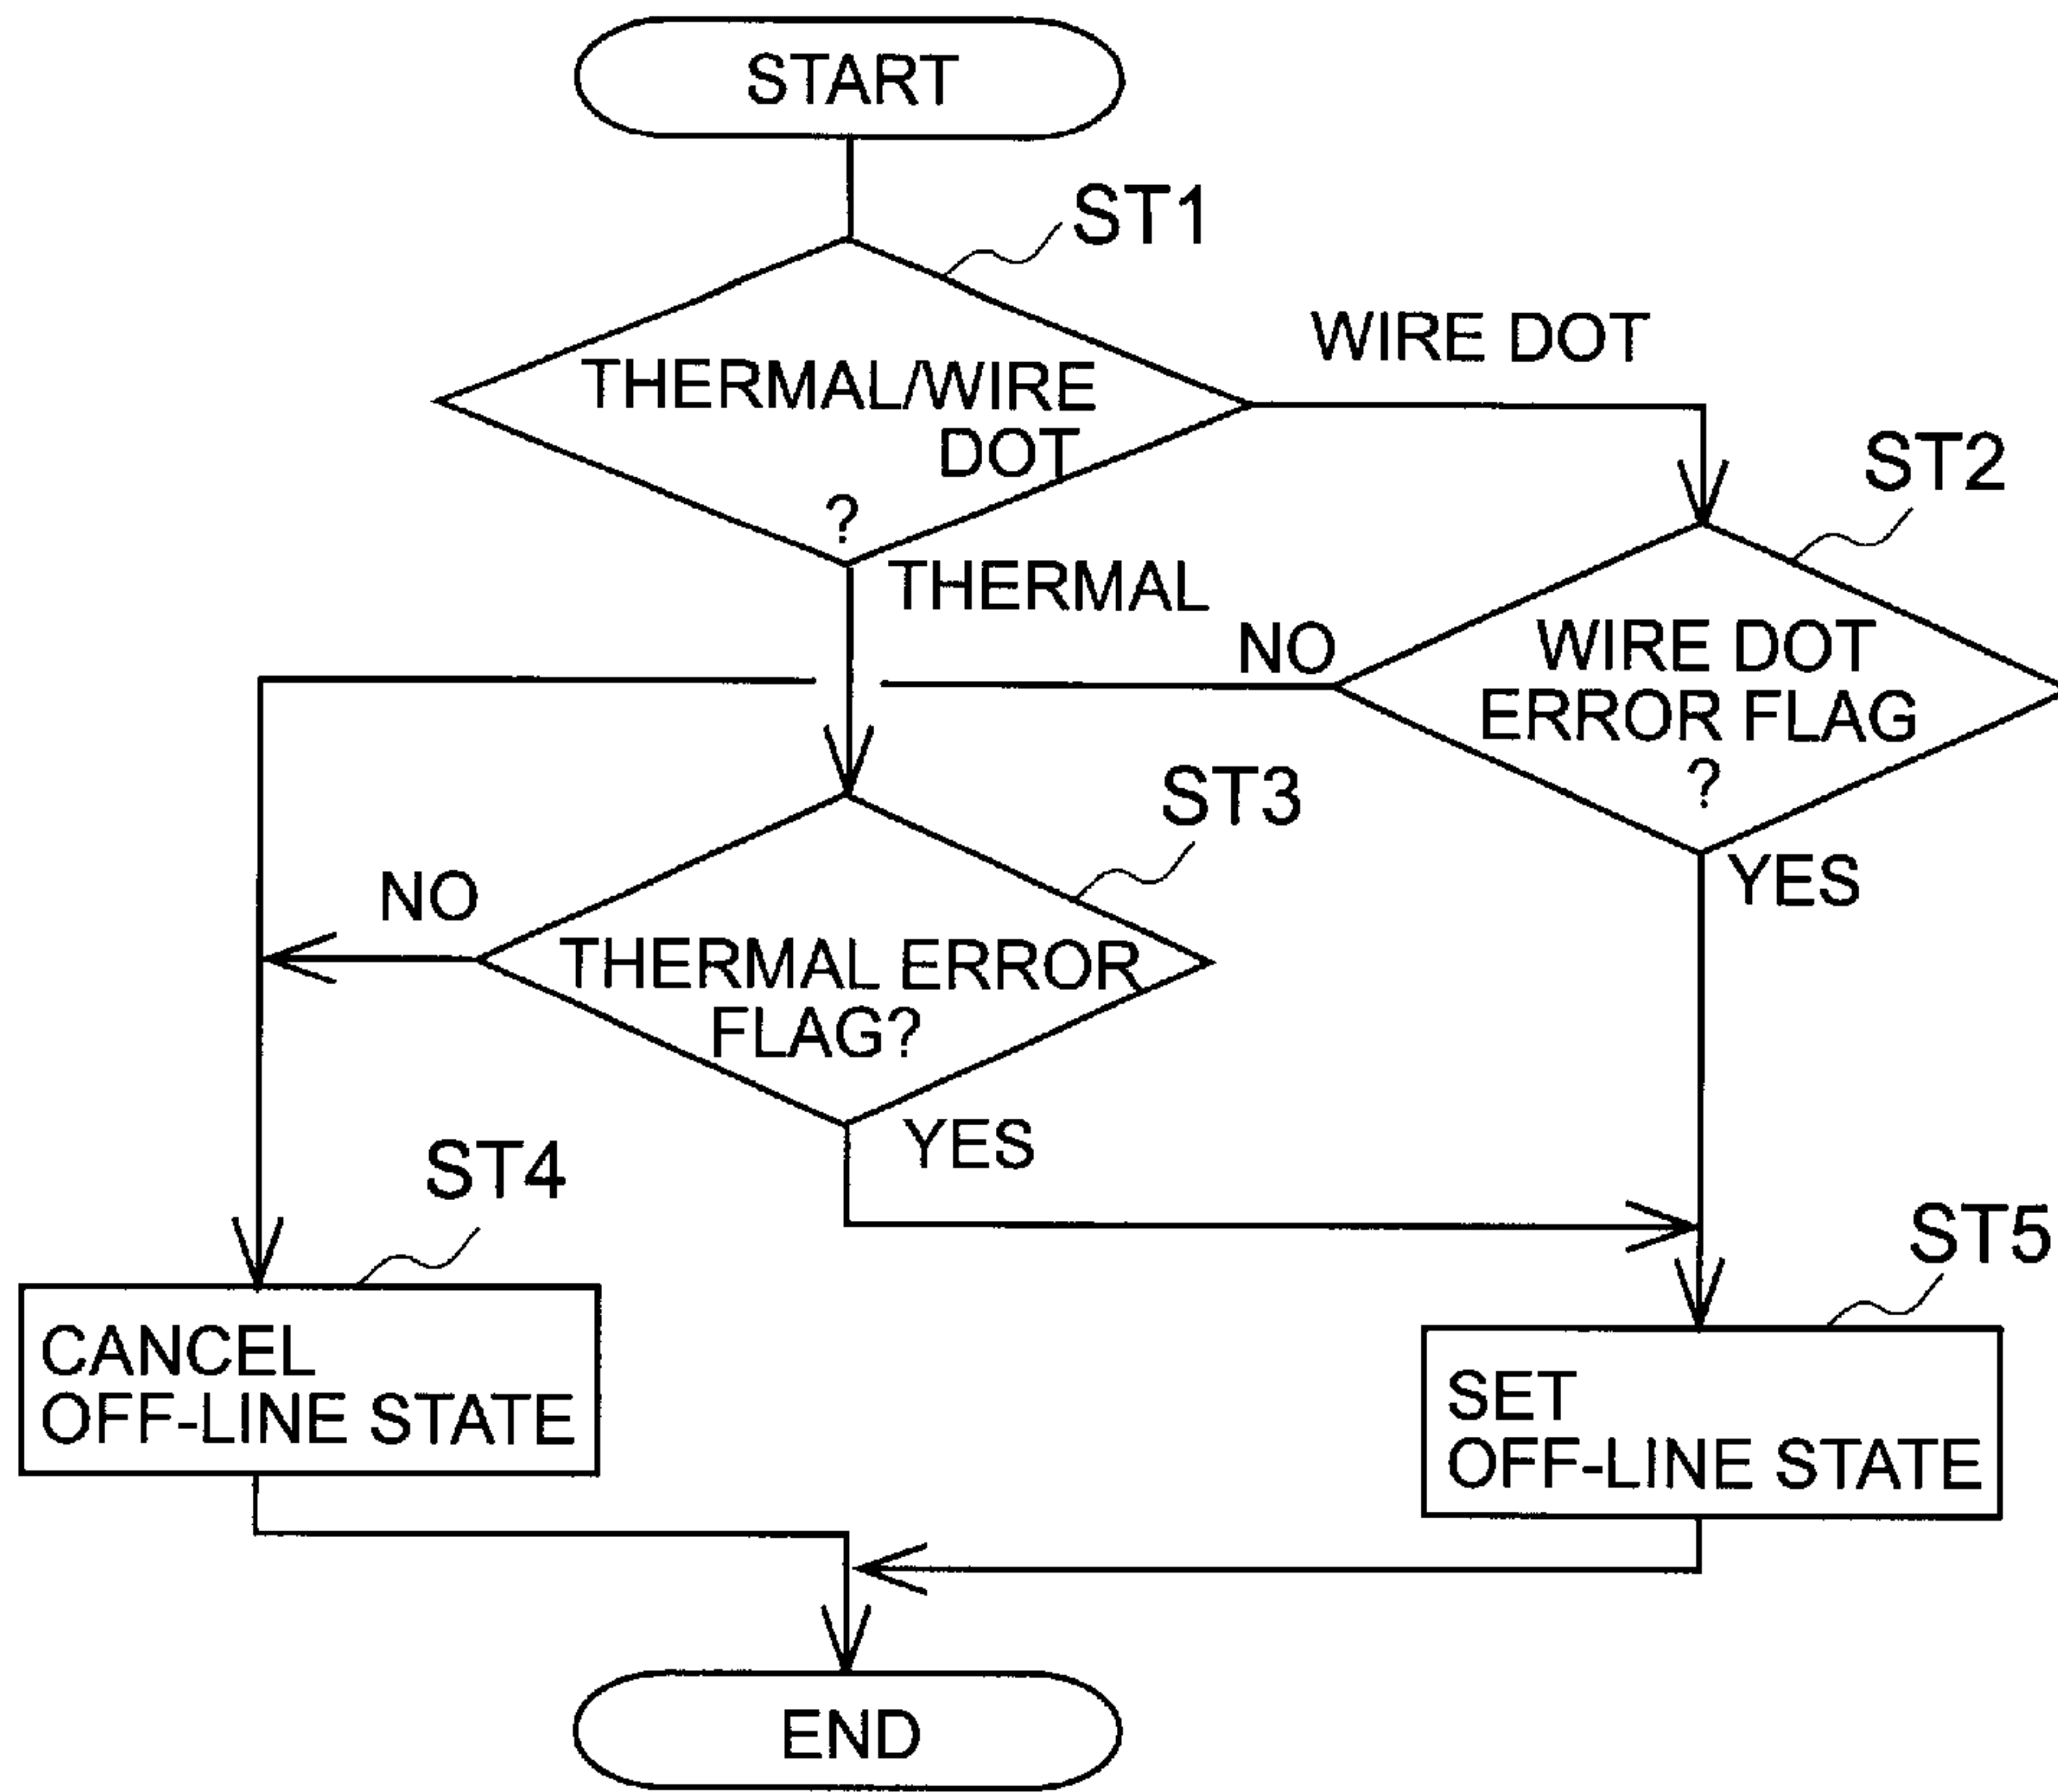 START
ST1
THERMAL/WIRE
DOT
?
WIRE DOT
ST2
THERMAL
NO
WIRE DOT
ERROR FLAG
?
YES
ST3
NO
THERMAL ERROR
FLAG?
YES
ST4
CANCEL
OFF-LINE STATE
ST5
SET
OFF-LINE STATE
END